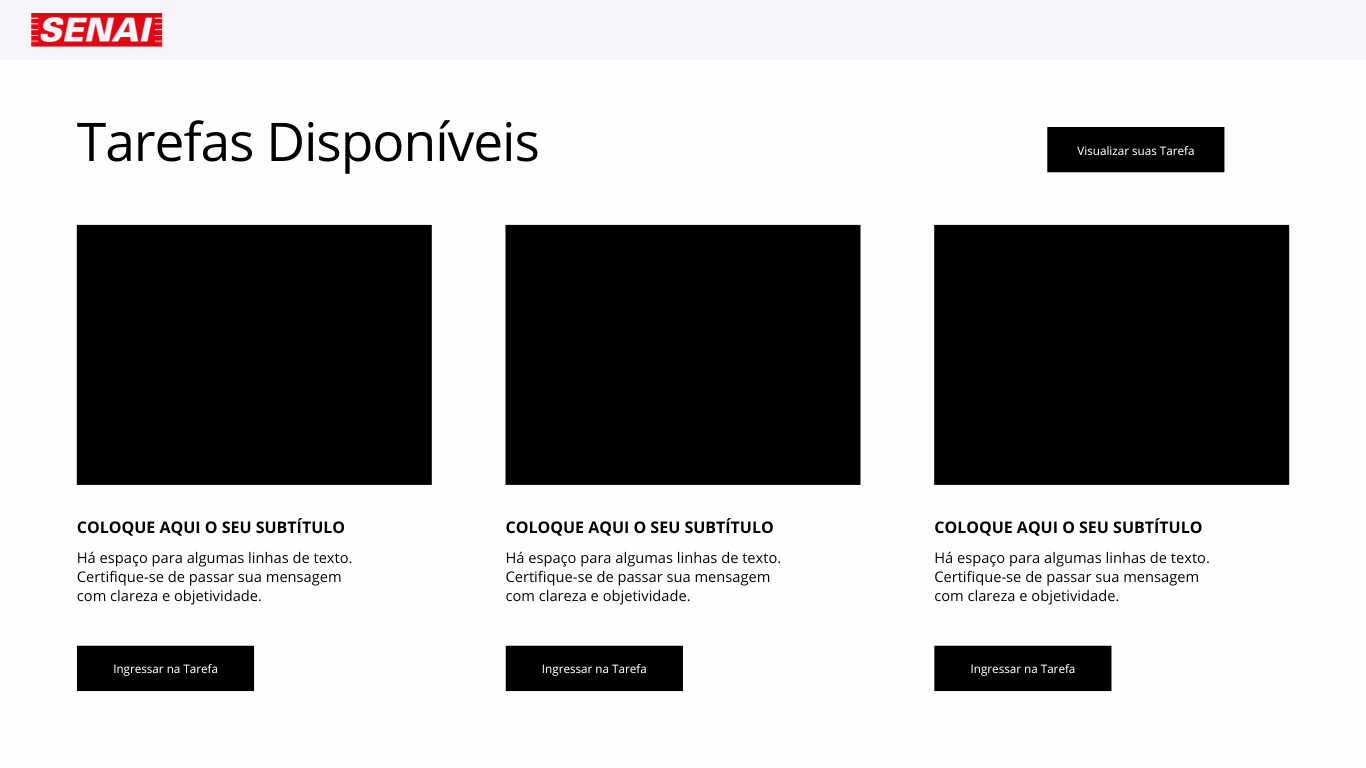 SENAI
Tarefas Disponíveis
Visualizar suas Tarefa
COLOQUE AQUI O SEU SUBTÍTULO
Há espaço para algumas linhas de texto.
Certifique-se de passar sua mensagem
com clareza e objetividade.
Ingressar na Tarefa
COLOQUE AQUI O SEU SUBTÍTULO
Há espaço para algumas linhas de texto.
Certifique-se de passar sua mensagem
com clareza e objetividade.
Ingressar na Tarefa
COLOQUE AQUI O SEU SUBTÍTULO
Há espaço para algumas linhas de texto.
Certifique-se de passar sua mensagem
com clareza e objetividade.
Ingressar na Tarefa